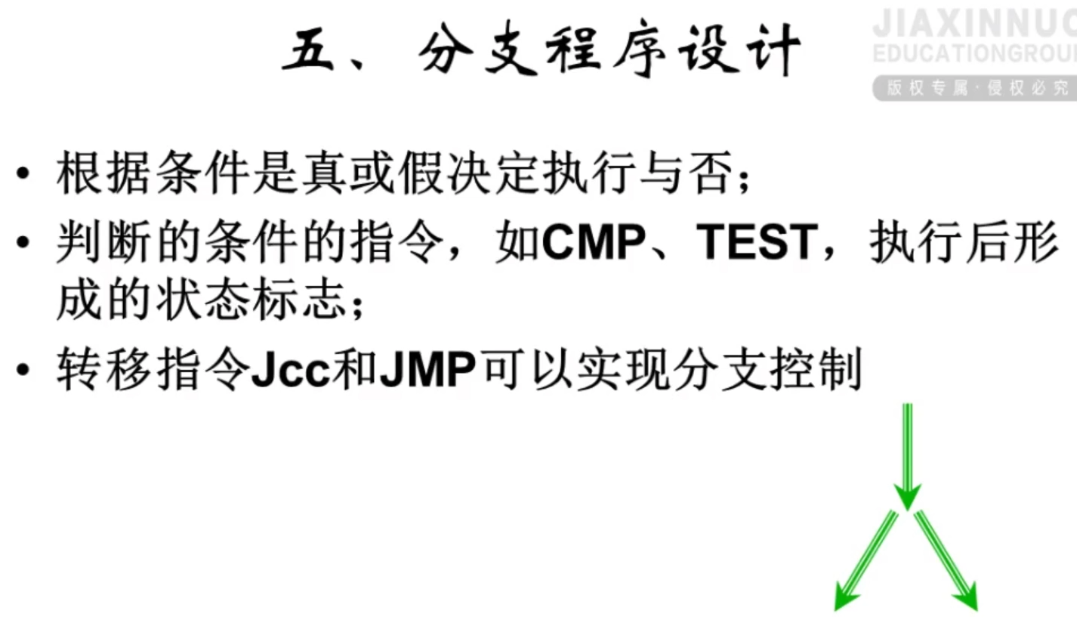 五、分支程序设计
JIAXINNUO
EDUCATIONGROUP
版权专属·侵权必究
• 根据条件是真或假决定执行与否；
• 判断的条件的指令，如CMP、TEST，执行后形
成的状态标志；
• 转移指令Jcc和JMP可以实现分支控制